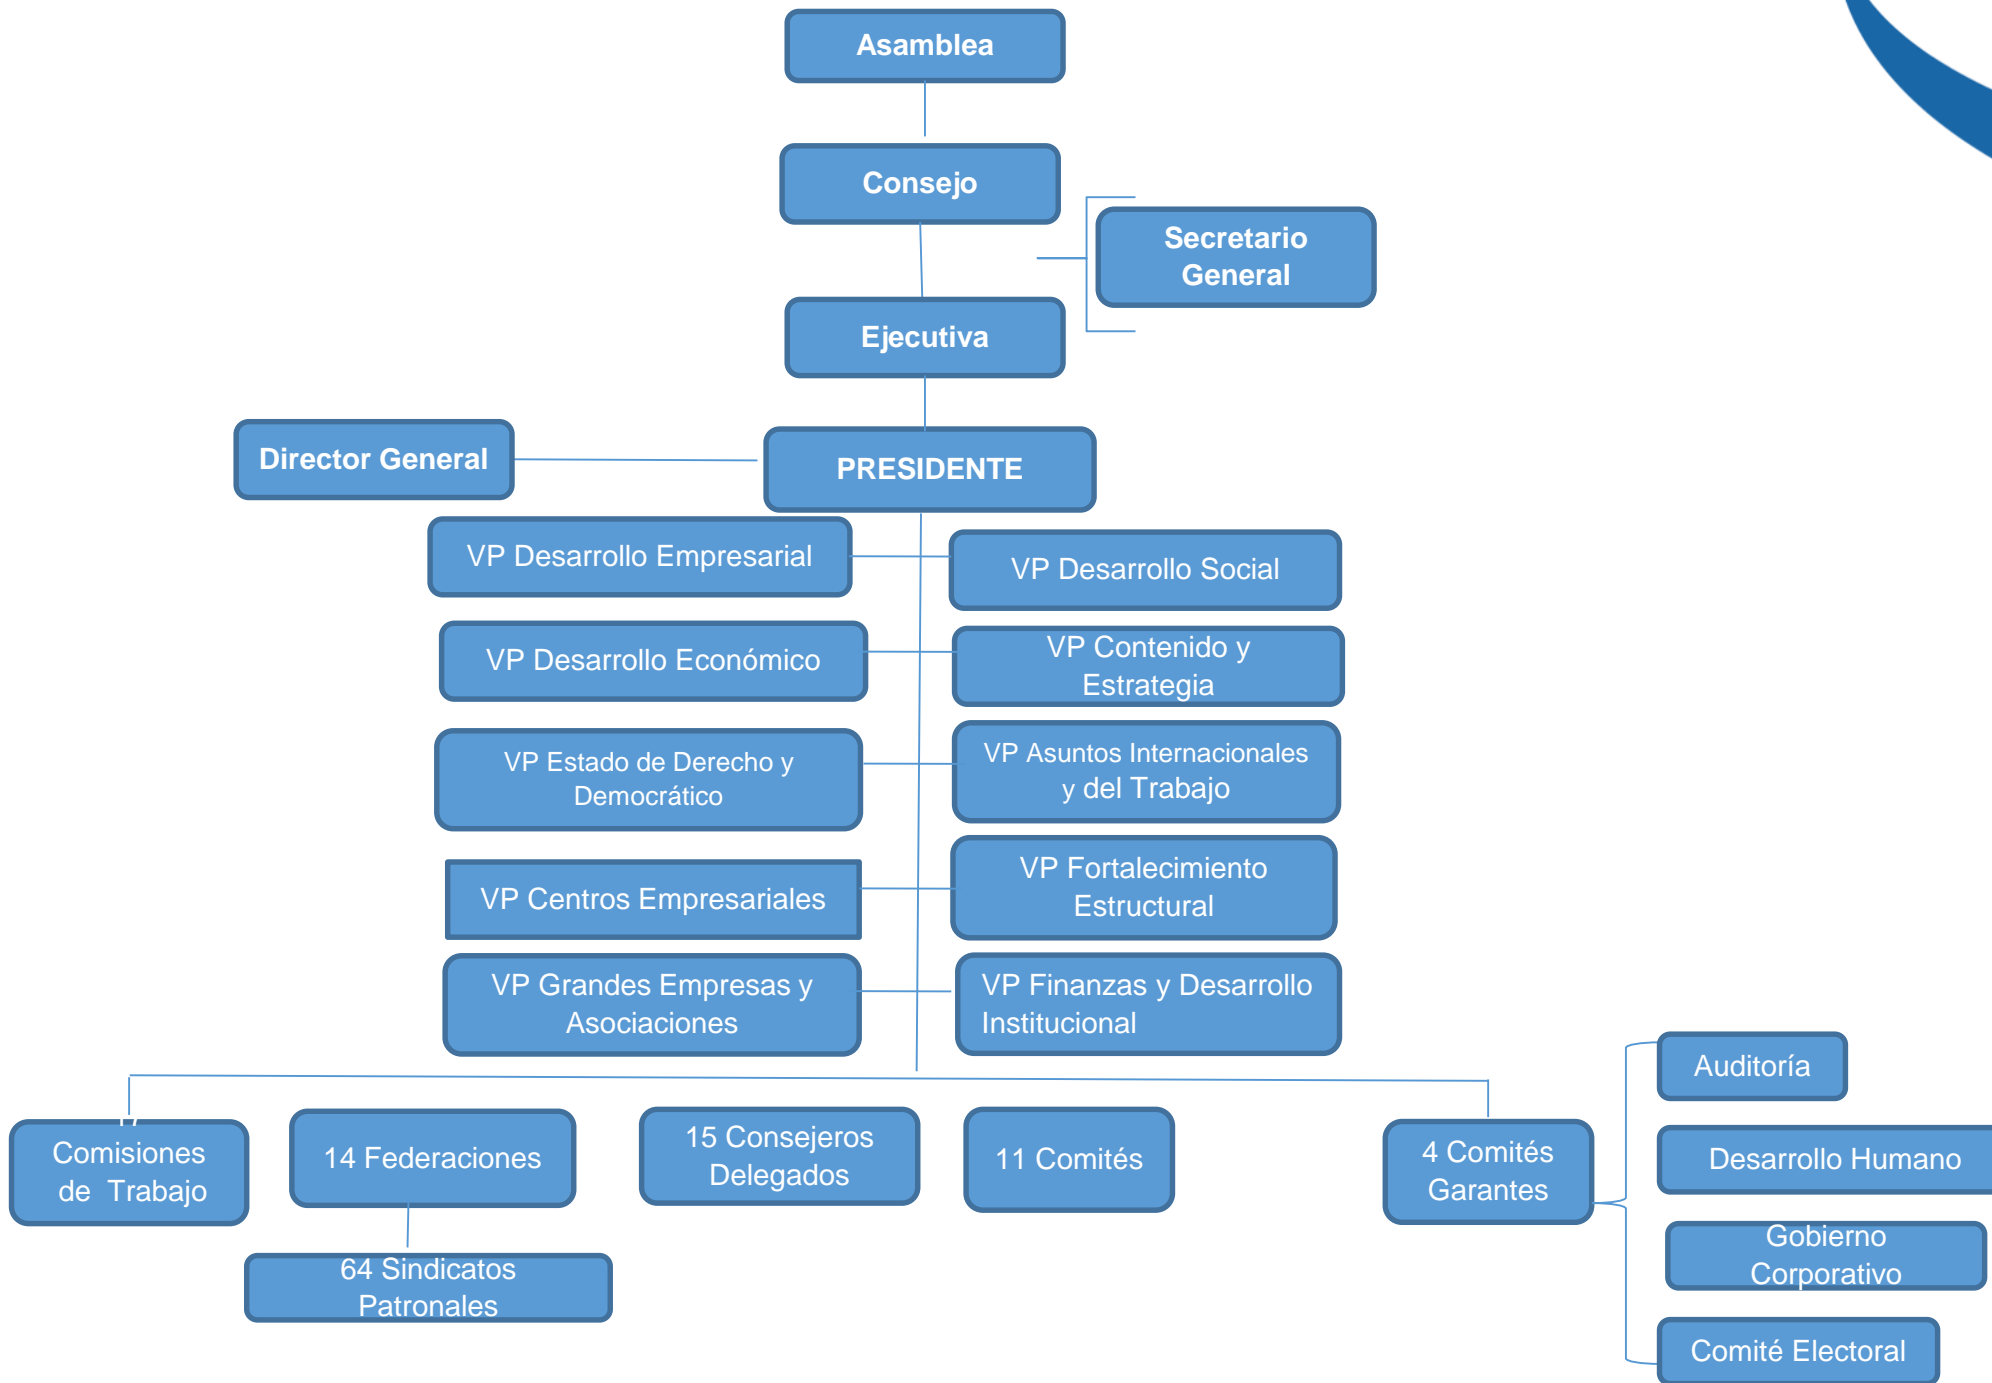 Asamblea
Consejo
Secretario
General
Ejecutiva
Director General
PRESIDENTE
VP Desarrollo Empresarial
VP Desarrollo Social
VP Desarrollo Económico
VP Contenido y
Estrategia
VP Estado de Derecho y
Democrático
VP Asuntos Internacionales
y del Trabajo
VP Centros Empresariales
VP Fortalecimiento
Estructural
VP Grandes Empresas y
Asociaciones
VP Finanzas y Desarrollo
Institucional
Comisiones
de Trabajo
14 Federaciones
15 Consejeros
Delegados
11 Comités
4 Comités
Garantes
64 Sindicatos
Patronales
Auditoría
Desarrollo Humano
Gobierno
Corporativo
Comité Electoral